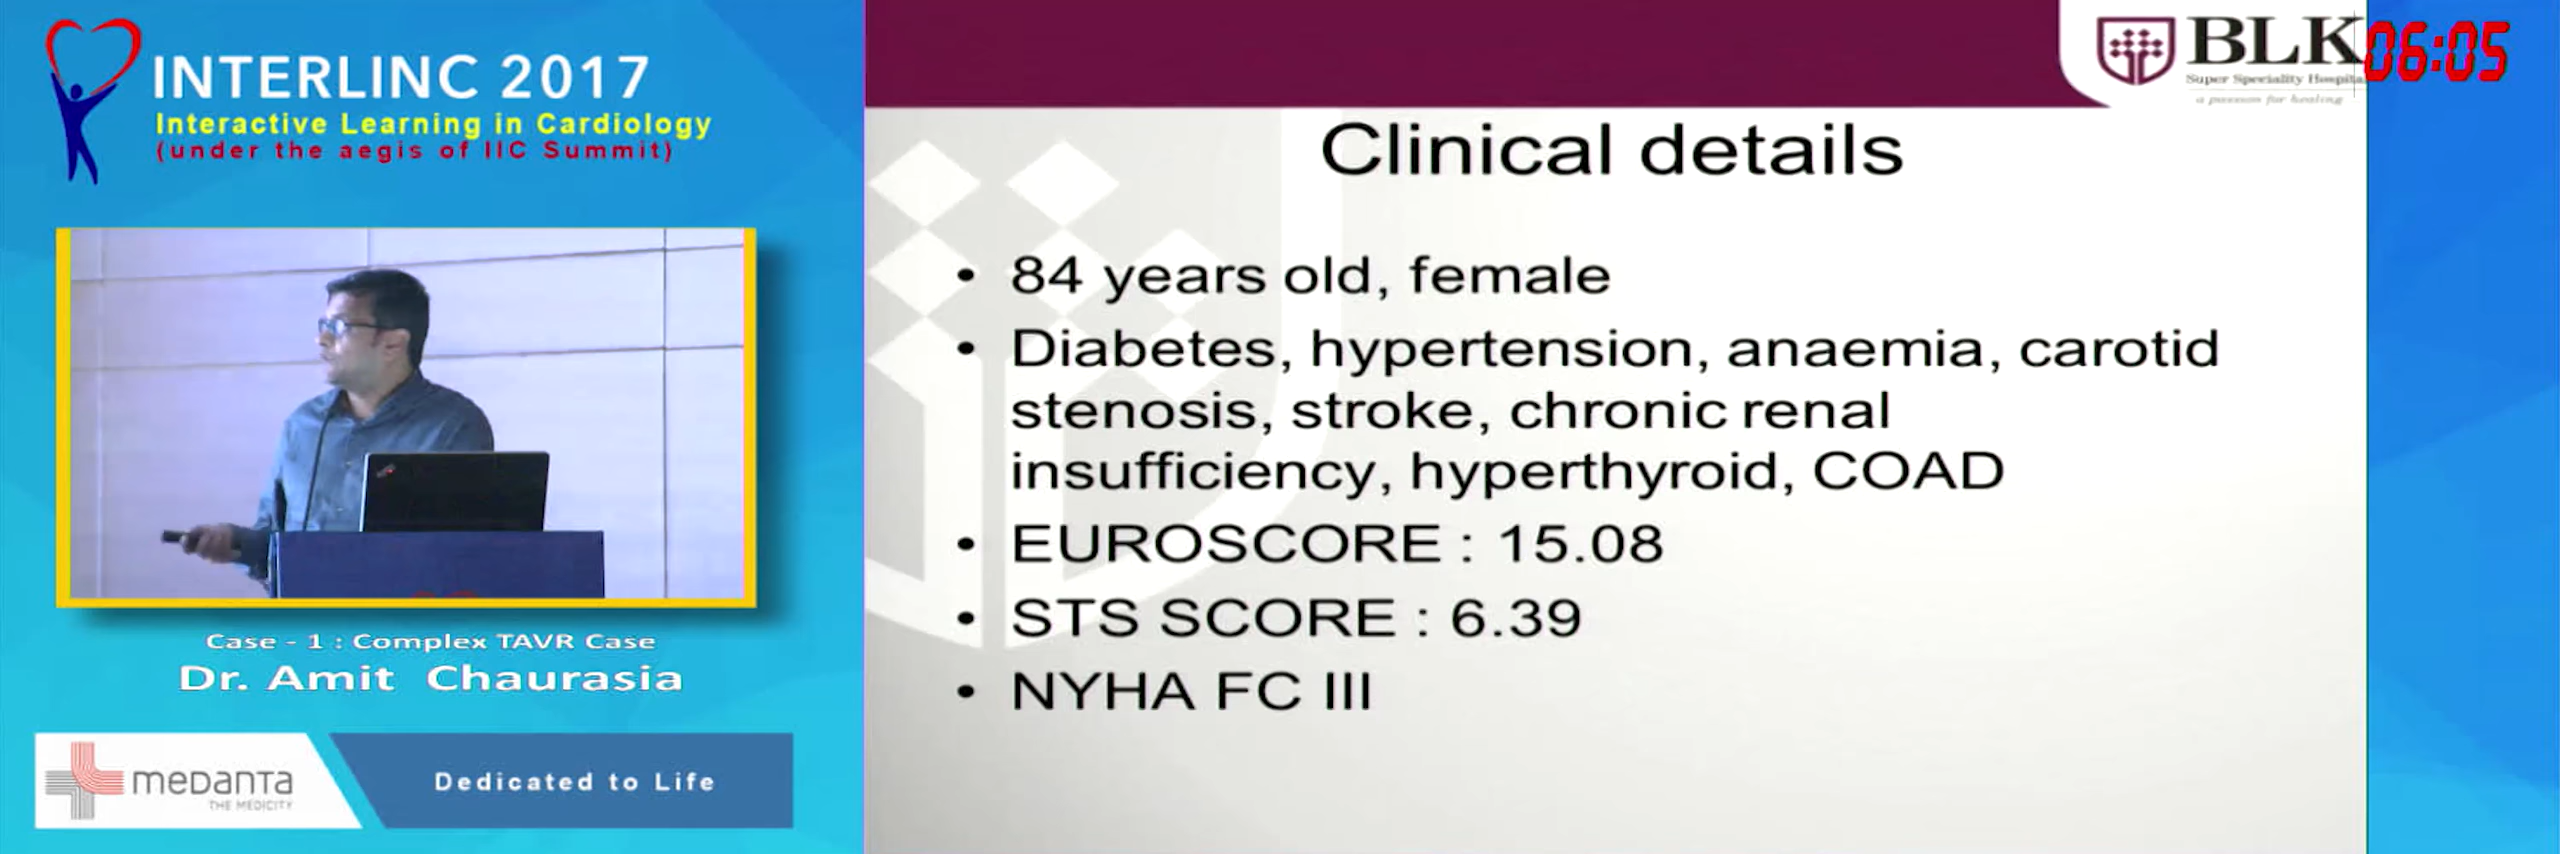 INTERLINC 2017
Interactive Learning in Cardiology
(under the aegis of IIC Summit)
Case - 1 : Complex TAVR Case
Dr. Amit Chaurasia
medanta
THE MEDICITY
Dedicated to Life
BLK
Super Speciality Hospita
a passion for healing
06:05
Clinical details
• 84 years old, female
• Diabetes, hypertension, anaemia, carotid
stenosis, stroke, chronic renal
insufficiency, hyperthyroid, COAD
• EUROSCORE : 15.08
• STS SCORE : 6.39
• NYHA FC III